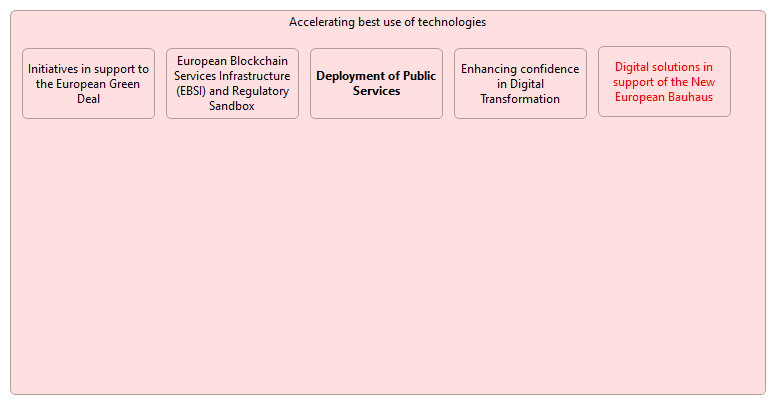 Accelerating best use of technologies
Initiatives in support to
the European Green
Deal
European Blockchain
Services Infrastructure
(EBSI) and Regulatory
Sandbox
Deployment of Public
Services
Enhancing confidence
in Digital
Transformation
Digital solutions in
support of the New
European Bauhaus